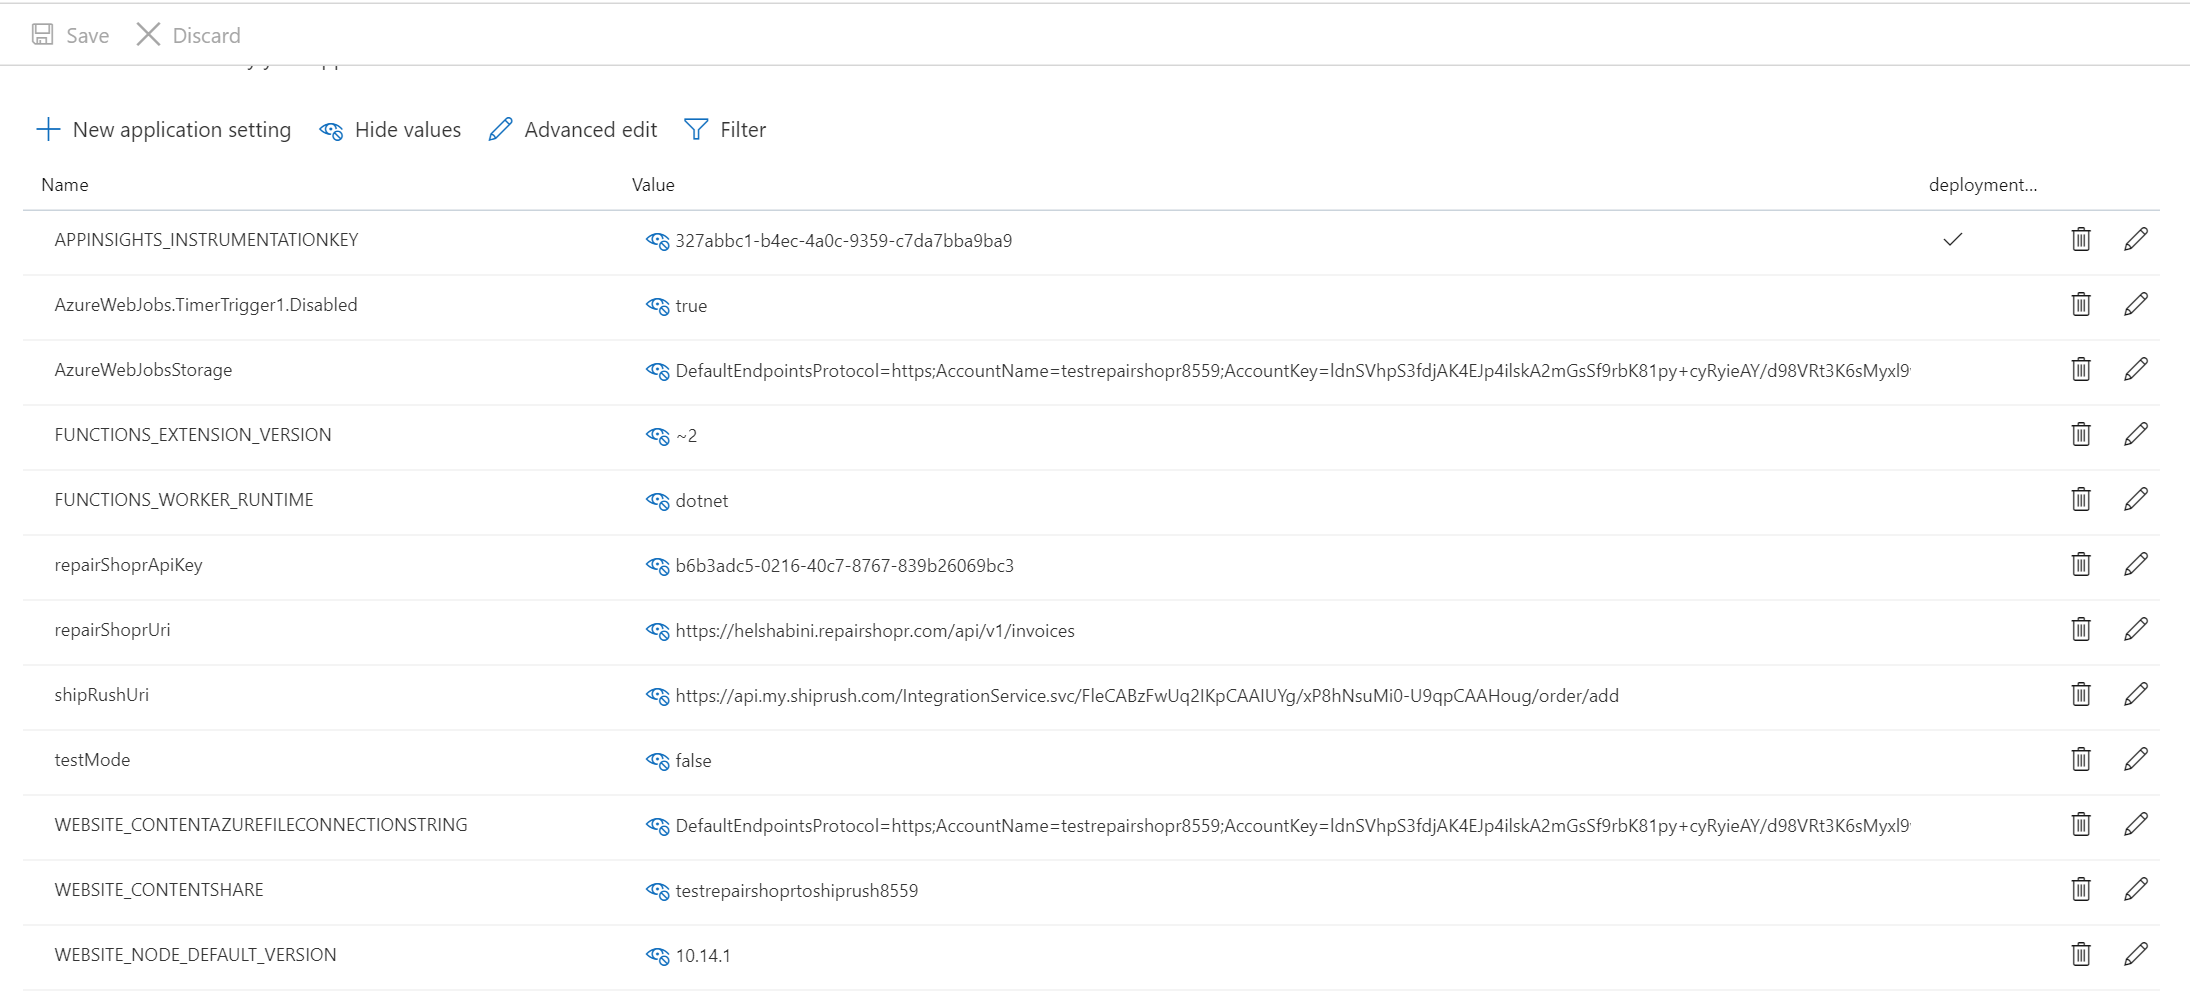 Save Discard
New application setting Hide values Advanced edit Filter
Name Value deployment...
APPINSIGHTS_INSTRUMENTATIONKEY 327abbc1-b4ec-4a0c-9359-c7da7bba9ba9
AzureWebJobs.TimerTrigger1.Disabled true
AzureWebJobsStorage DefaultEndpointsProtocol=https;AccountName=testrepairshopr8559;AccountKey=ldnSVhpS3fdjAK4EJp4ilskA2mGsSf9rbK81py+cyRyieAY/d98VRt3K6sMyxl9
FUNCTIONS_EXTENSION_VERSION ~2
FUNCTIONS_WORKER_RUNTIME dotnet
repairShoprApiKey b6b3adc5-0216-40c7-8767-839b26069bc3
repairShoprUri https://helshabini.repairshopr.com/api/v1/invoices
shipRushUri https://api.my.shiprush.com/IntegrationService.svc/FleCABzFwUq2IKpCAAIUYg/xP8hNsuMi0-U9qpCAAHoug/order/add
testMode false
WEBSITE_CONTENTAZUREFILECONNECTIONSTRING DefaultEndpointsProtocol=https;AccountName=testrepairshopr8559;AccountKey=ldnSVhpS3fdjAK4EJp4ilskA2mGsSf9rbK81py+cyRyieAY/d98VRt3K6sMyxl9
WEBSITE_CONTENTSHARE testrepairshoprtoshiprush8559
WEBSITE_NODE_DEFAULT_VERSION 10.14.1